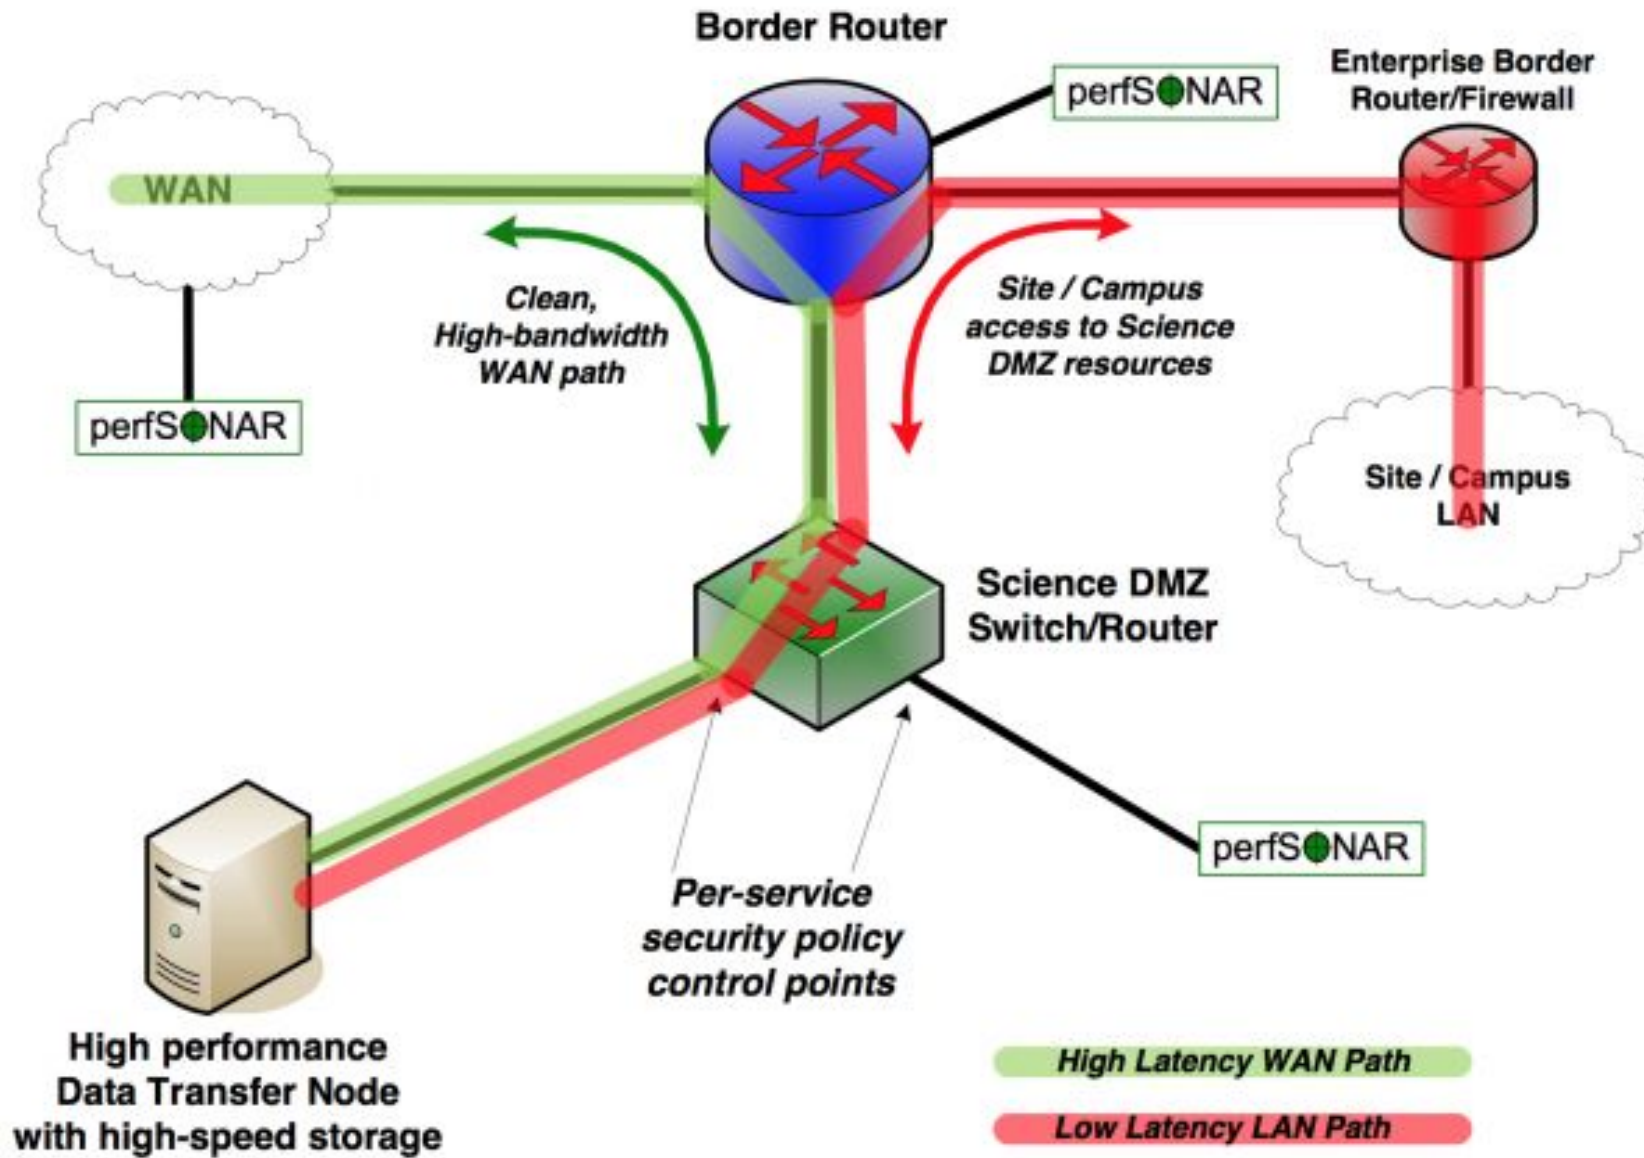 Border Router
perfSONAR
Enterprise Border
Router/Firewall
WAN
Clean,
High-bandwidth
WAN path
Site / Campus
access to Science
DMZ resources
perfSONAR
Site / Campus
LAN
Science DMZ
Switch/Router
perfSONAR
Per-service
security policy
control points
High performance
Data Transfer Node
with high-speed storage
High Latency WAN Path
Low Latency LAN Path